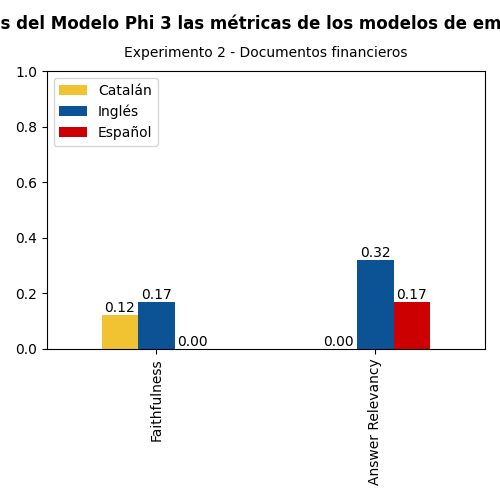 s del Modelo Phi 3 las métricas de los modelos de em
Experimento 2 - Documentos financieros
1.0
0.8
0.6
0.4
0.2
0.0
Catalán
Inglés
Español
0.12
0.17
0.00
0.00
0.32
0.17
Faithfulness
Answer Relevancy